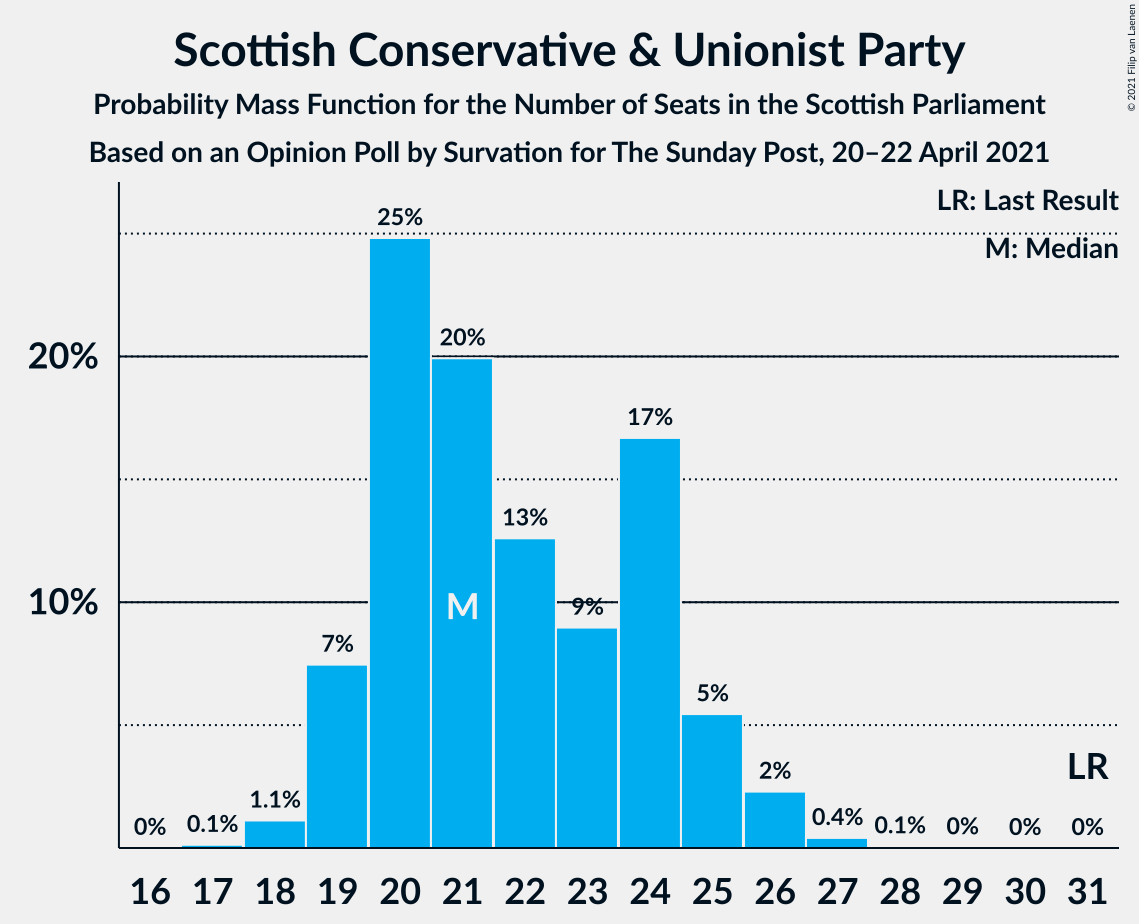 Scottish Conservative & Unionist Party
Probability Mass Function for the Number of Seats in the Scottish Parliament
Based on an Opinion Poll by Survation for The Sunday Post, 20–22 April 2021
© 2021 Filip van Laenen
LR: Last Result
M: Median
25%
20%
20%
17%
13%
10%
M
9%
7%
5%
LR
2%
1.1%
0.4%
0% 0.1% 0.1% 0% 0% 0%
16 17 18 19 20 21 22 23 24 25 26 27 28 29 30 31